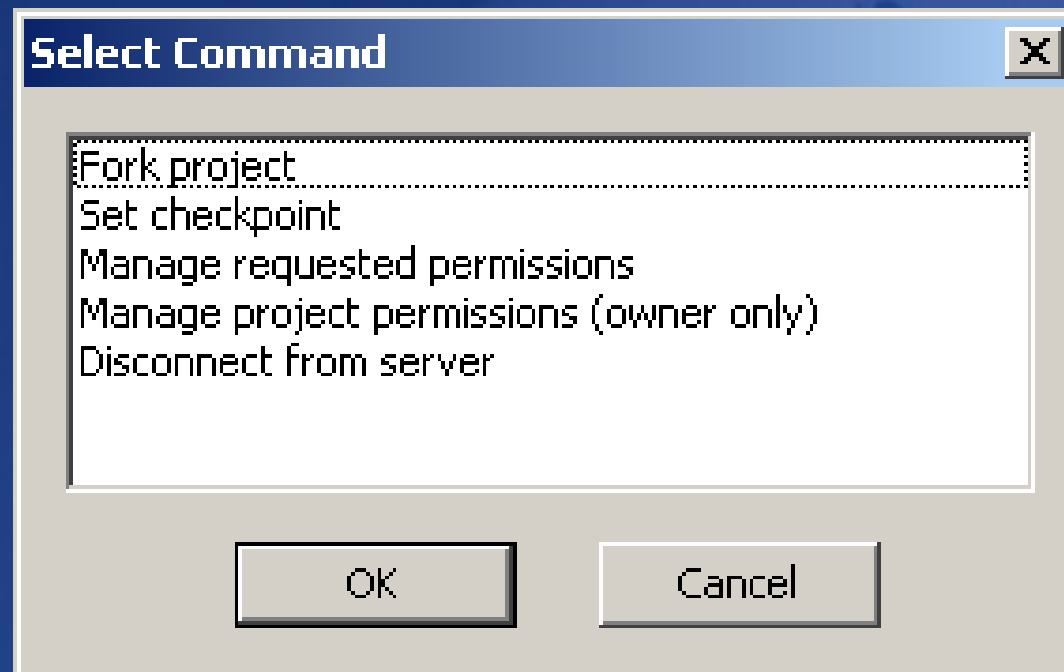 Select Command
Fork project
Set checkpoint
Manage requested permissions
Manage project permissions (owner only)
Disconnect from server
OK
Cancel